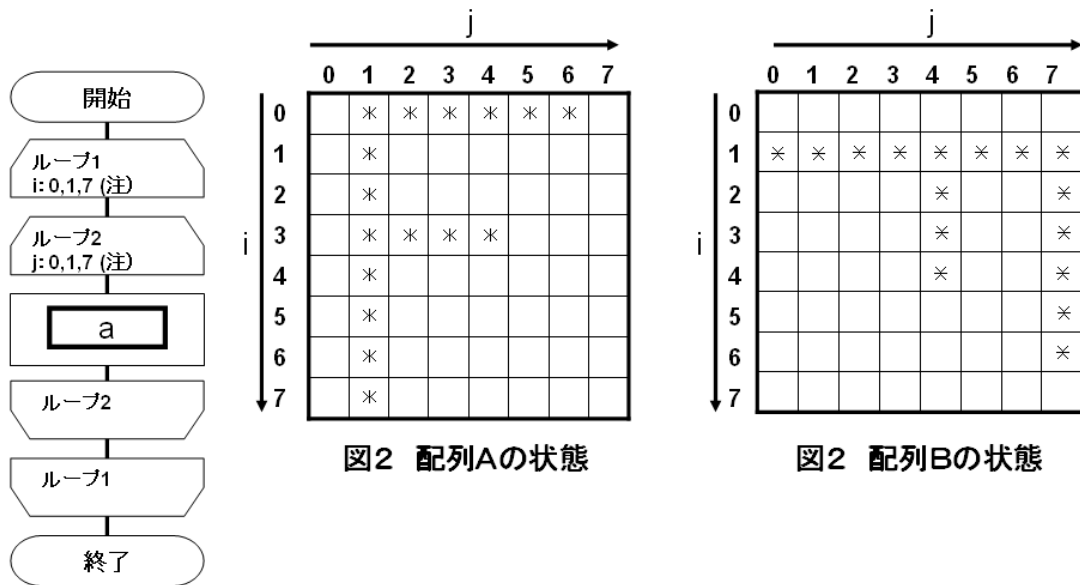 開始
ループ1
i: 0,1,7 (注)
ループ2
j: 0,1,7 (注)
a
ループ2
ループ1
終了
j
0 1 2 3 4 5 6 7
i
0 * * * * * *
1 *
2 *
3 * * * *
4 *
5 *
6 *
7 *
図2 配列Aの状態
j
0 1 2 3 4 5 6 7
i
0
1 * * * * * * * *
2 * *
3 * *
4 * *
5 *
6 *
7
図2 配列Bの状態